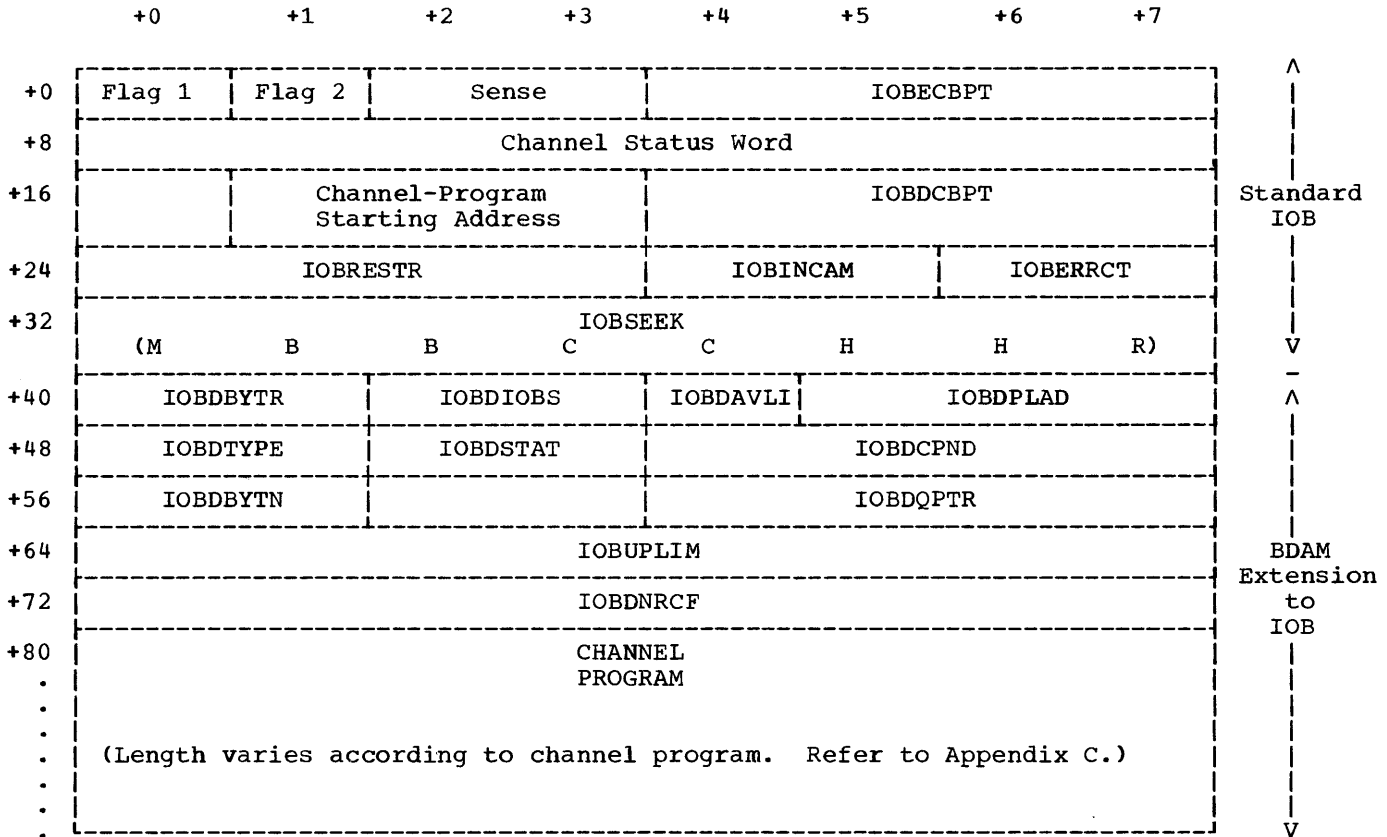 +0 +1 +2 +3 +4 +5 +6 +7
+0 Flag 1 Flag 2 Sense IOBECBPT
+8 Channel Status Word
+16 Channel-Program IOBDCBPT Standard
Starting Address IOB
+24 IOBRESTR IOBINCAM IOBERRCT
+32 IOBSEEK
(M B B C C H H R)
+40 IOBDBYTR IOBDIOBS IOBDAVLI IOBDPLAD
+48 IOBDTYPE IOBDSTAT IOBDCPND
+56 IOBDBYTN IOBDQPTR
+64 IOBUPLIM BDAM
Extension
+72 IOBDNRCF to
IOB
+80 CHANNEL
PROGRAM
(Length varies according to channel program. Refer to Appendix C.)